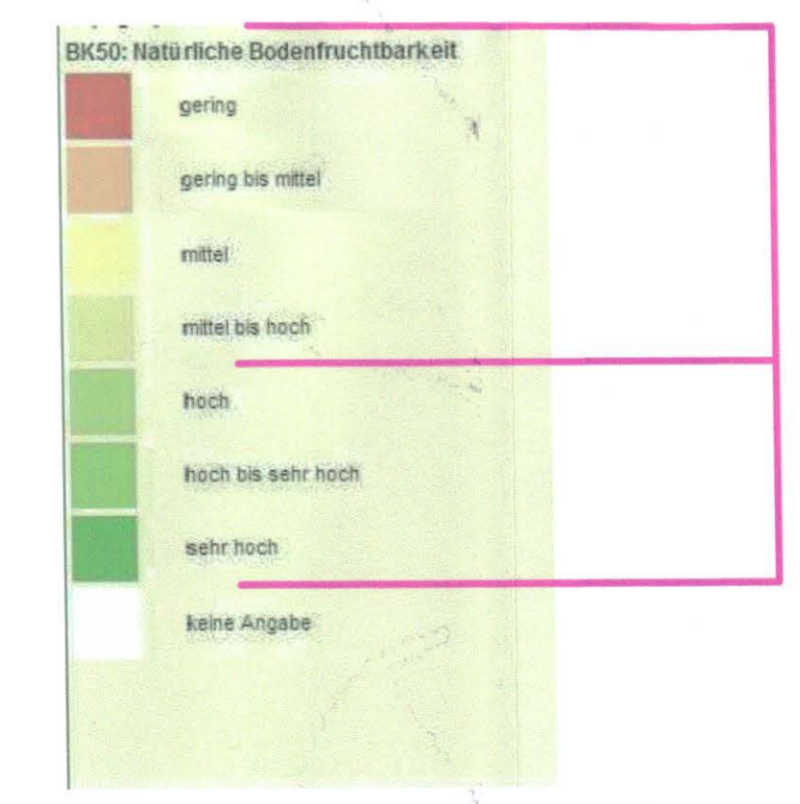 BK50: Natürliche Bodenfruchtbarkeit
gering
gering bis mittel
mittel
mittel bis hoch
hoch
hoch bis sehr hoch
sehr hoch
keine Angabe